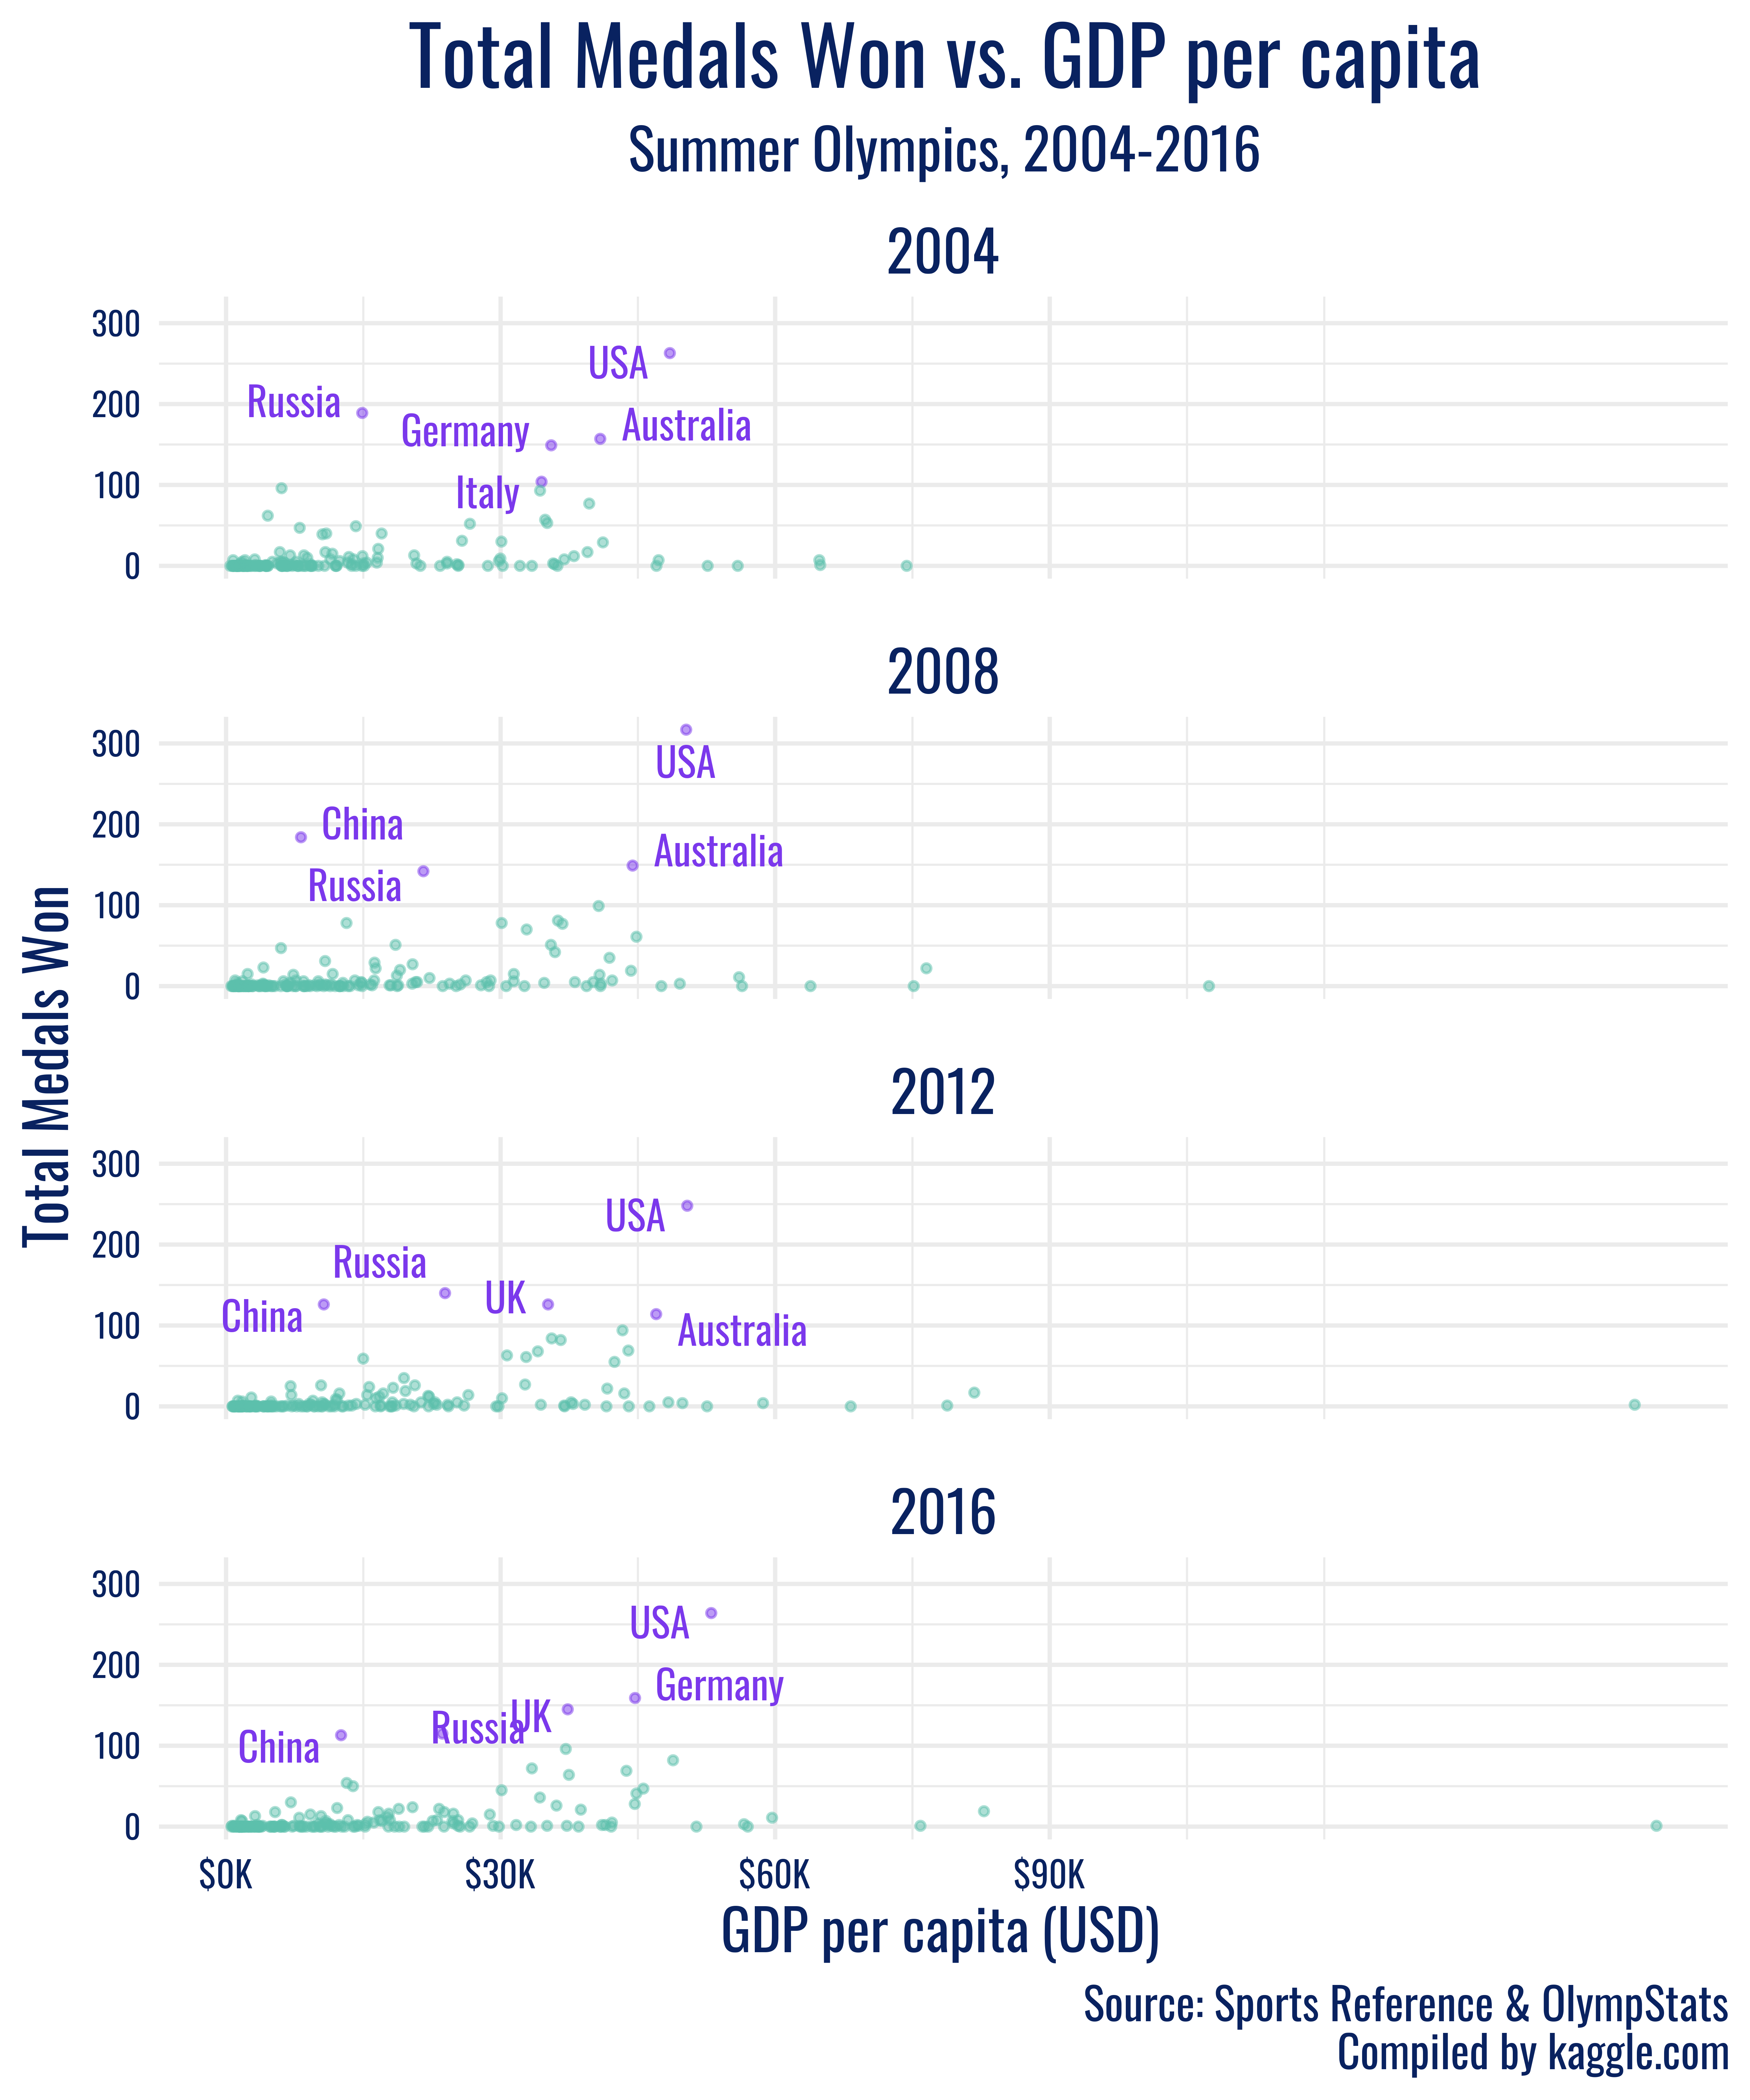 Total Medals Won vs. GDP per capita
Summer Olympics, 2004-2016
2004
300
200
100
0
USA
Russia
Australia
Germany
Italy
2008
300
200
100
0
USA
China
Australia
Russia
Total Medals Won
2012
300
200
100
0
USA
Russia
UK
China
Australia
2016
300
200
100
0
USA
Germany
UK
Russia
China
$0K
$30K
$60K
$90K
GDP per capita (USD)
Source: Sports Reference & OlympStats
Compiled by kaggle.com